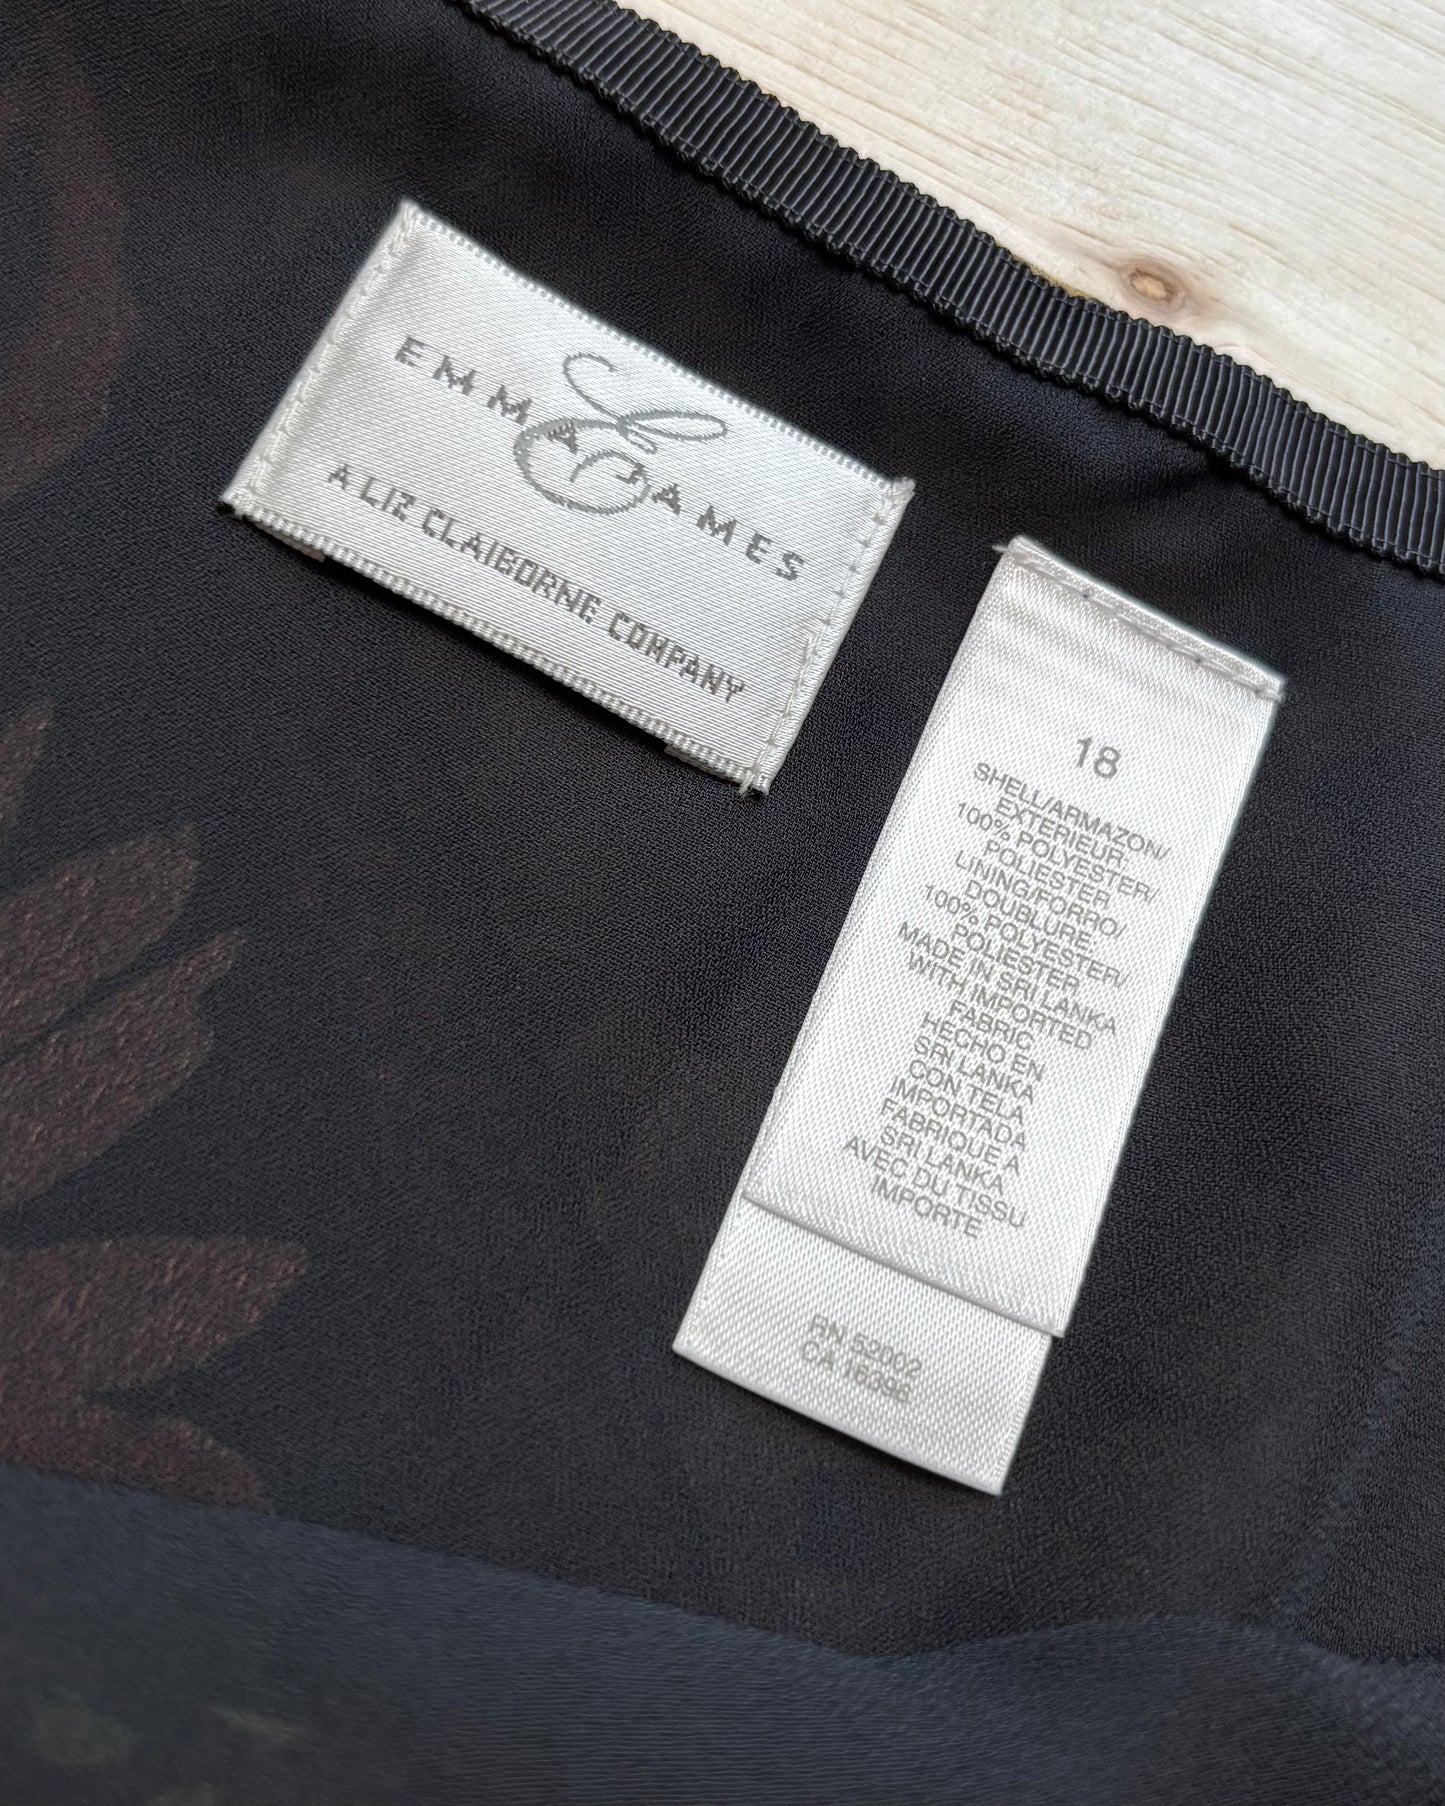 EMMA JAMES
A LIZ CLAIBORNE COMPANY
18
SHELL/ARMAZON/
EXTERIEUR
100% POLYESTER/
POLIESTER
LINING/FORRO/
DOUBLURE
100% POLYESTER/
POLIESTER
MADE IN SRI LANKA
WITH IMPORTED
FABRIC
HECHO EN
SRI LANKA
CON TELA
IMPORTADA
FABRIQUE A
SRI LANKA
AVEC DU TISSU
IMPORTE
RN 52002
CA 16396